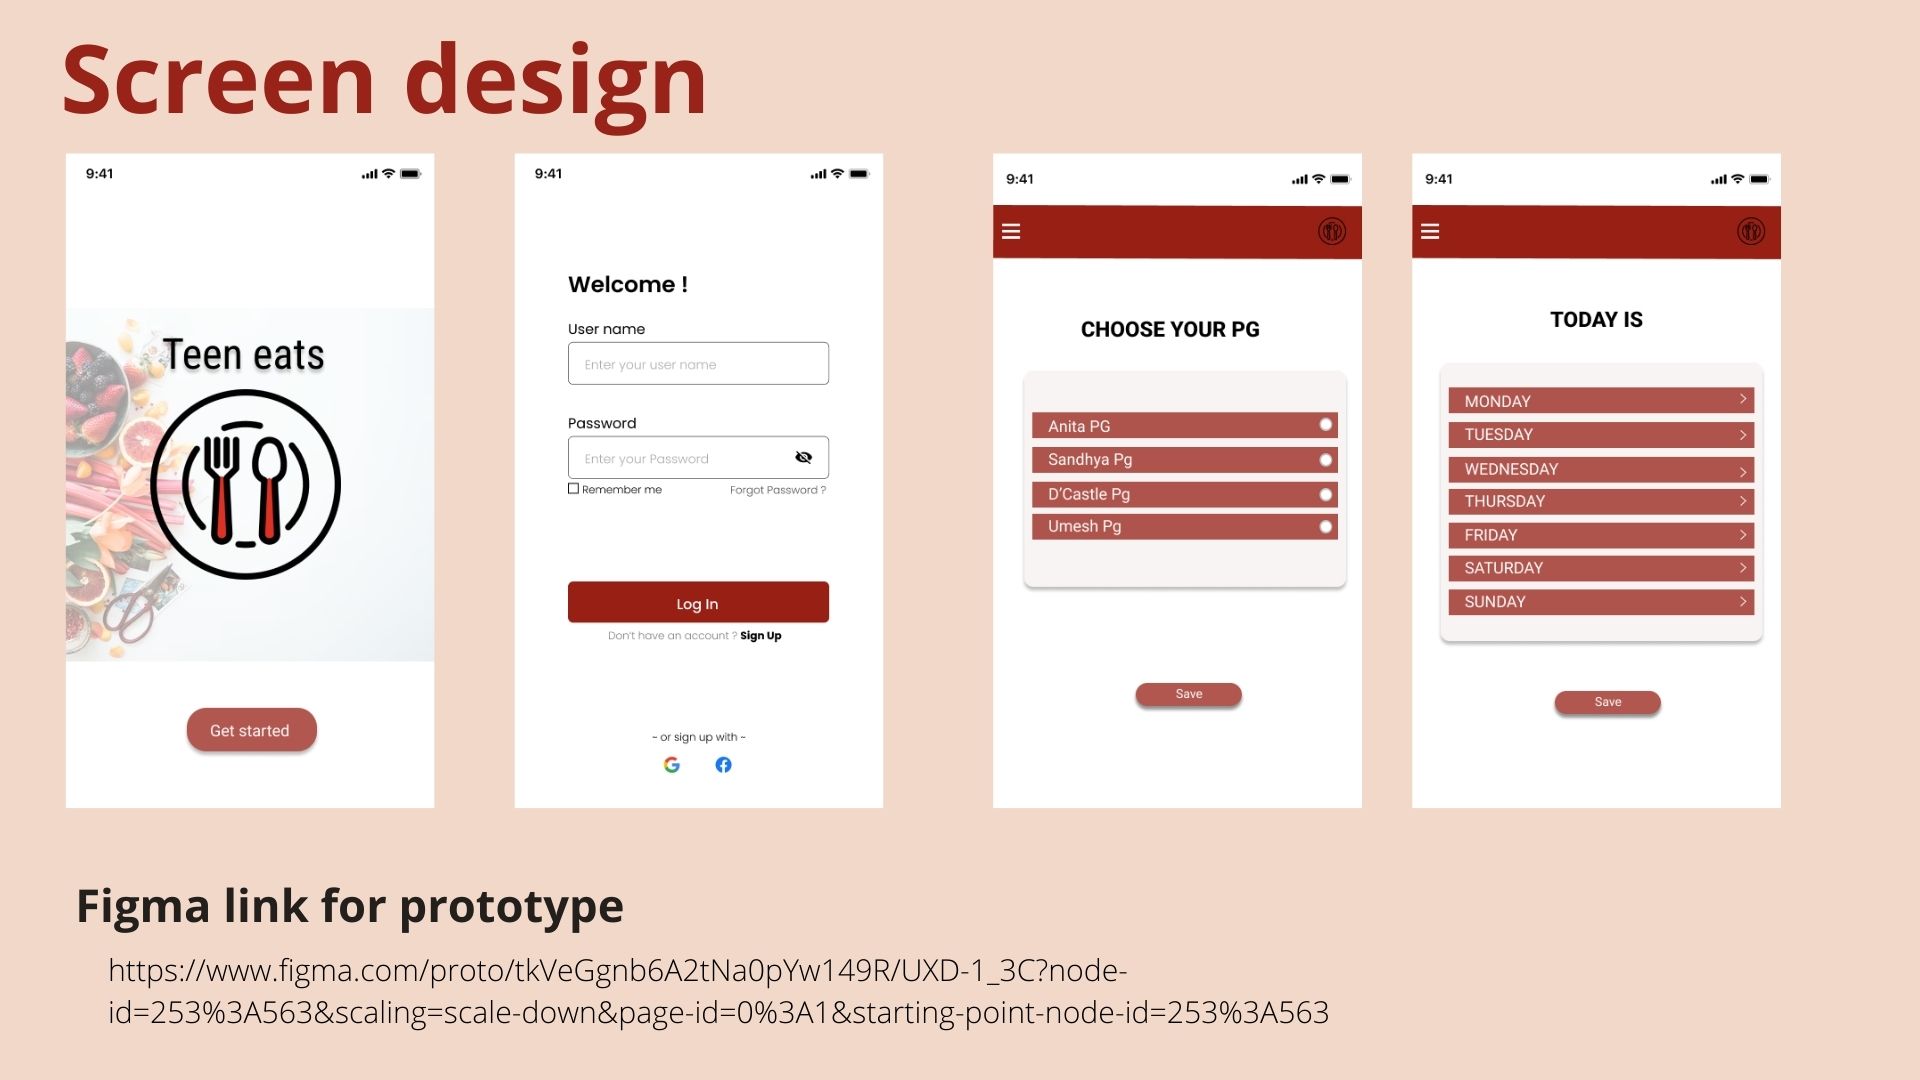 Screen design
9:41
Teen eats
Get started
9:41
Welcome !
User name
Enter your user name
Password
Enter your Password
Remember me
Forgot Password ?
Log In
Don't have an account ? Sign Up
~ or sign up with ~
9:41
CHOOSE YOUR PG
Anita PG
Sandhya Pg
D'Castle Pg
Umesh Pg
Save
9:41
TODAY IS
MONDAY
TUESDAY
WEDNESDAY
THURSDAY
FRIDAY
SATURDAY
SUNDAY
Save
Figma link for prototype
https://www.figma.com/proto/tkVeGgnb6A2tNa0pYw149R/UXD-1_3C?node-
id=253%3A563&scaling=scale-down&page-id=0%3A1&starting-point-node-id=253%3A563